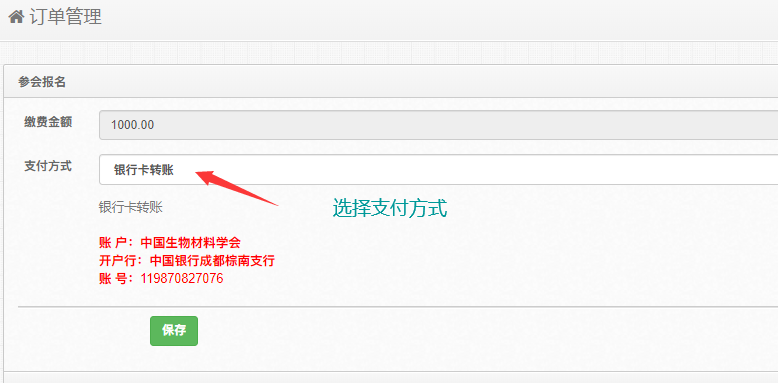 订单管理
参会报名
缴费金额 1000.00
支付方式 银行卡转账
银行卡转账 选择支付方式
账 户：中国生物材料学会
开户行：中国银行成都棕南支行
账 号：119870827076
保存